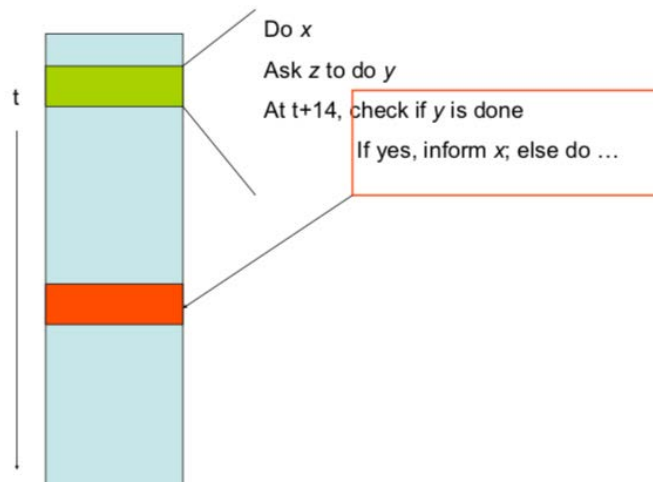 Do x
Ask z to do y
t
At t+14, check if y is done
If yes, inform x; else do ...